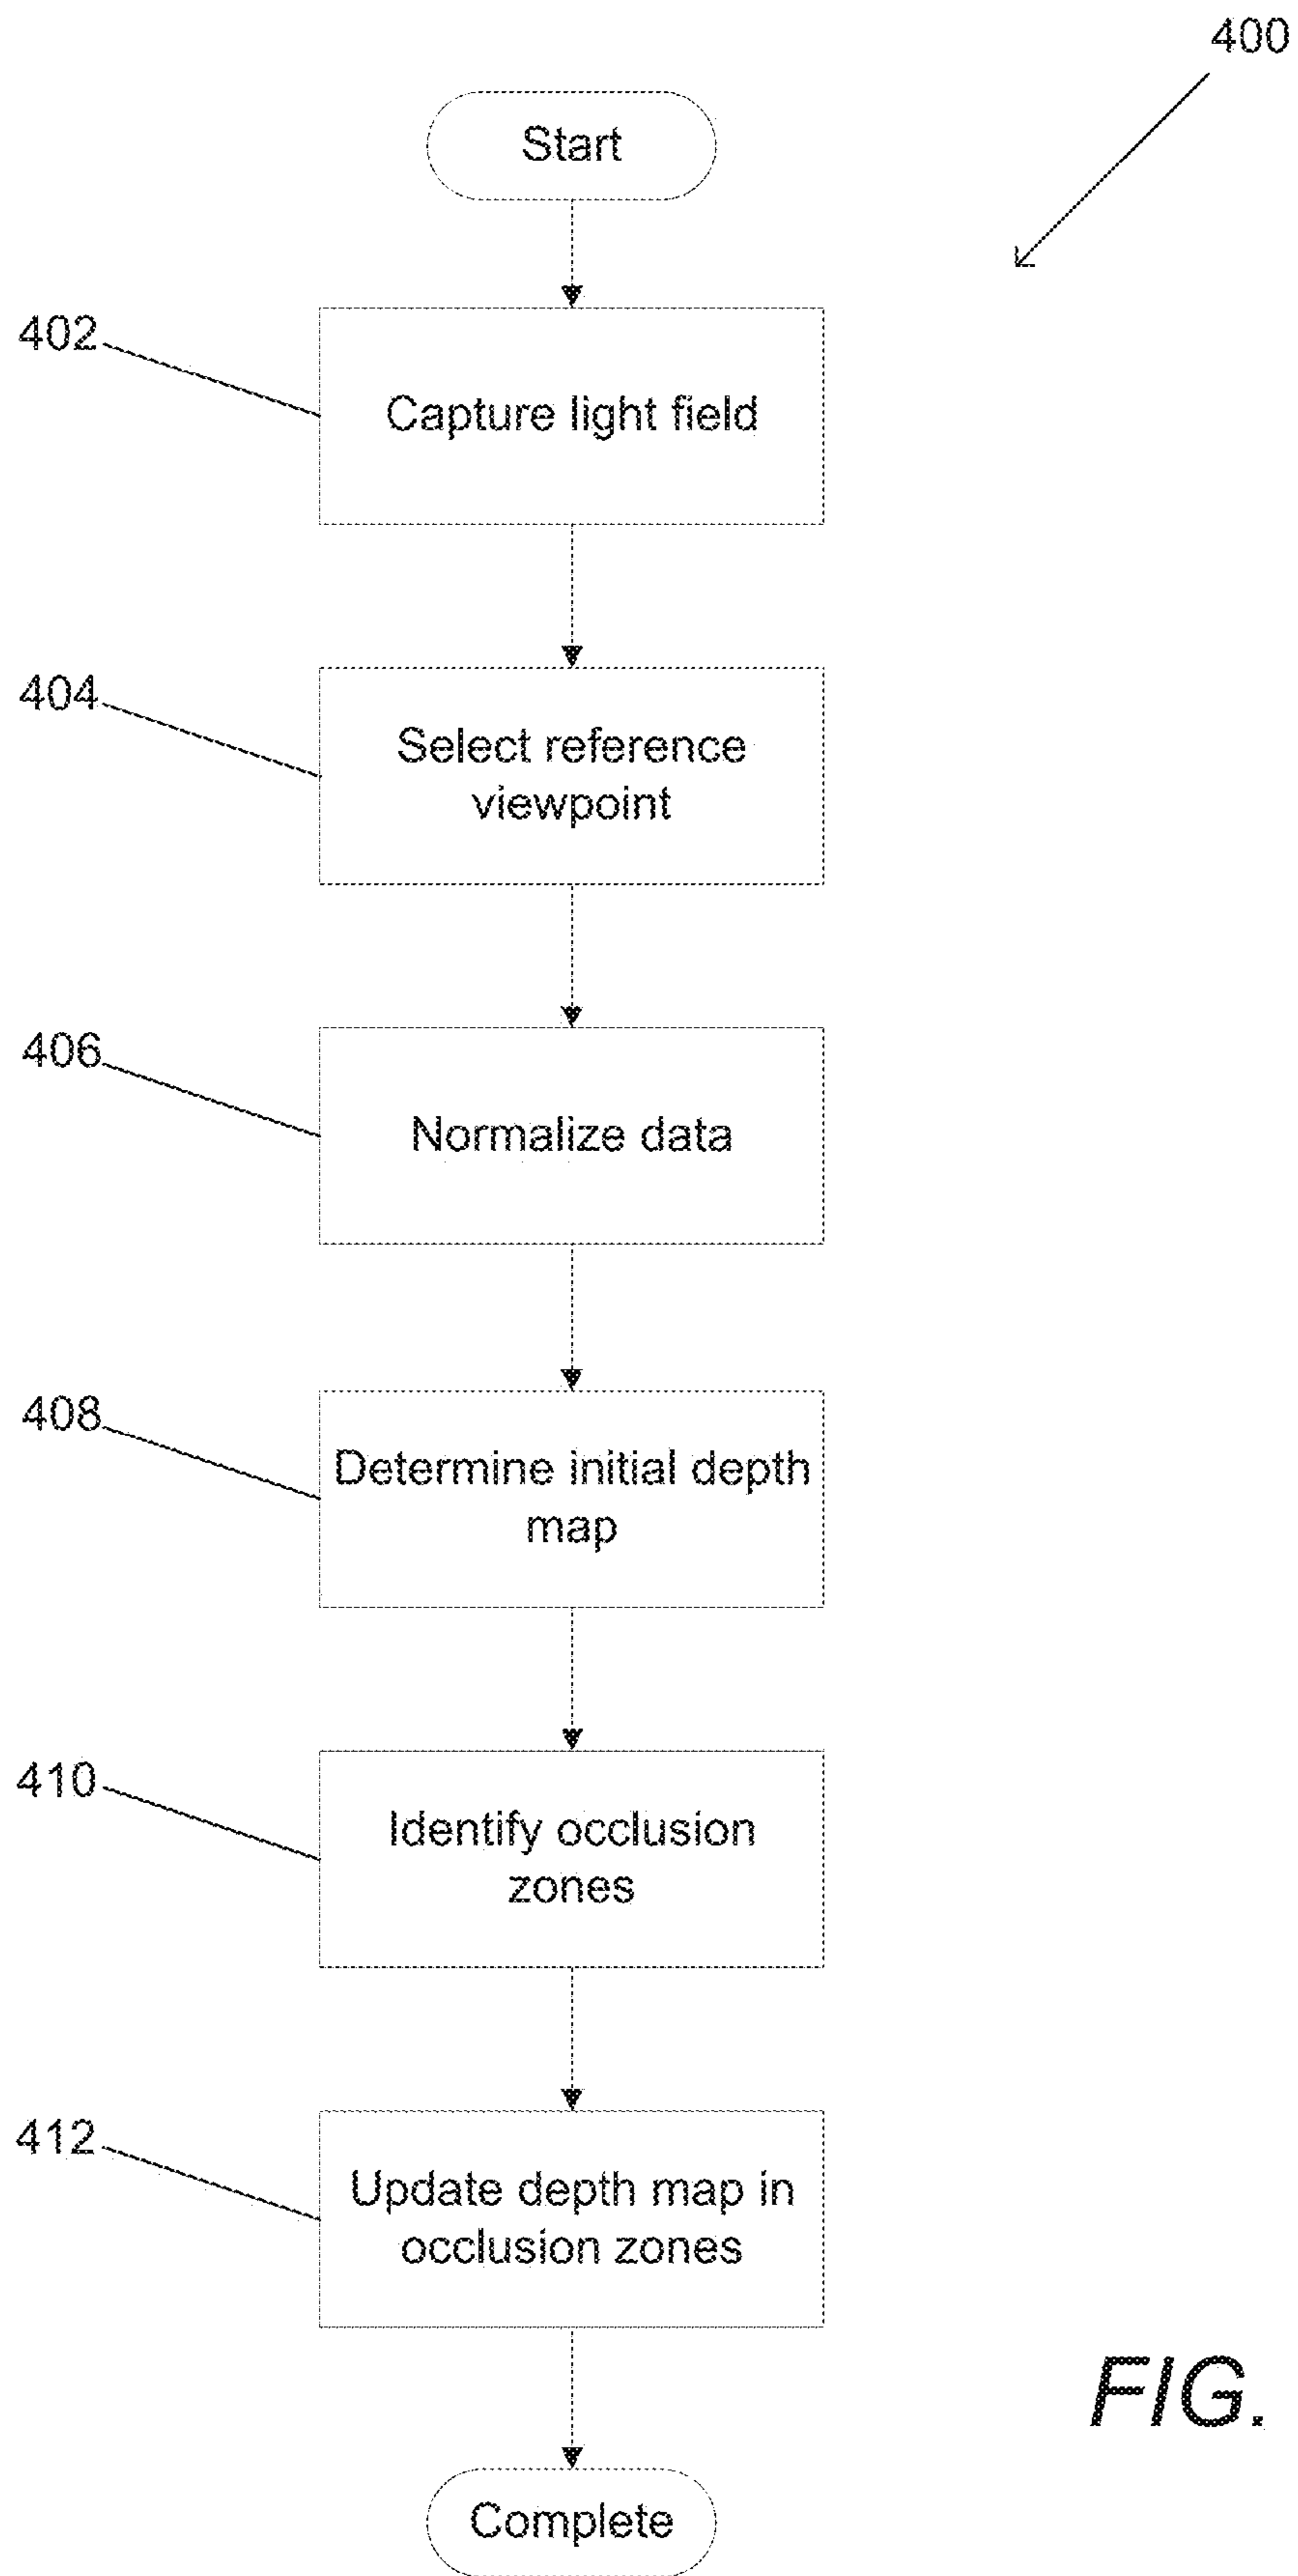 400
Start
402
Capture light field
404
Select reference
viewpoint
406
Normalize data
408
Determine initial depth
map
410
Identify occlusion
zones
412
Update depth map in
occlusion zones
FIG.
Complete